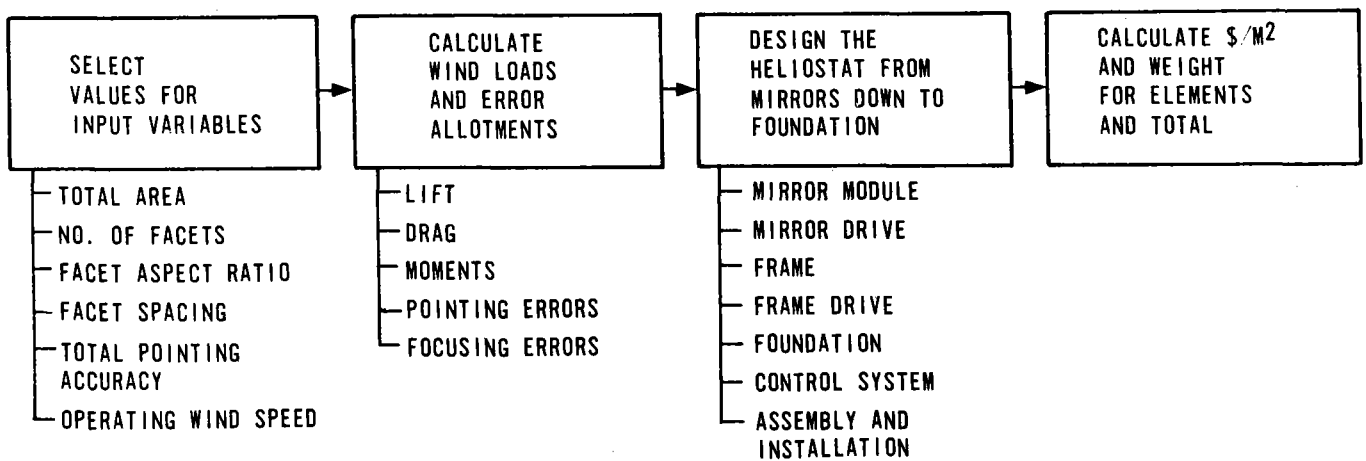 SELECT
VALUES FOR
INPUT VARIABLES
TOTAL AREA
NO. OF FACETS
FACET ASPECT RATIO
FACET SPACING
TOTAL POINTING
ACCURACY
OPERATING WIND SPEED
CALCULATE
WIND LOADS
AND ERROR
ALLOTMENTS
LIFT
DRAG
MOMENTS
POINTING ERRORS
FOCUSING ERRORS
DESIGN THE
HELIOSTAT FROM
MIRRORS DOWN TO
FOUNDATION
MIRROR MODULE
MIRROR DRIVE
FRAME
FRAME DRIVE
FOUNDATION
CONTROL SYSTEM
ASSEMBLY AND
INSTALLATION
CALCULATE $/M²
AND WEIGHT
FOR ELEMENTS
AND TOTAL